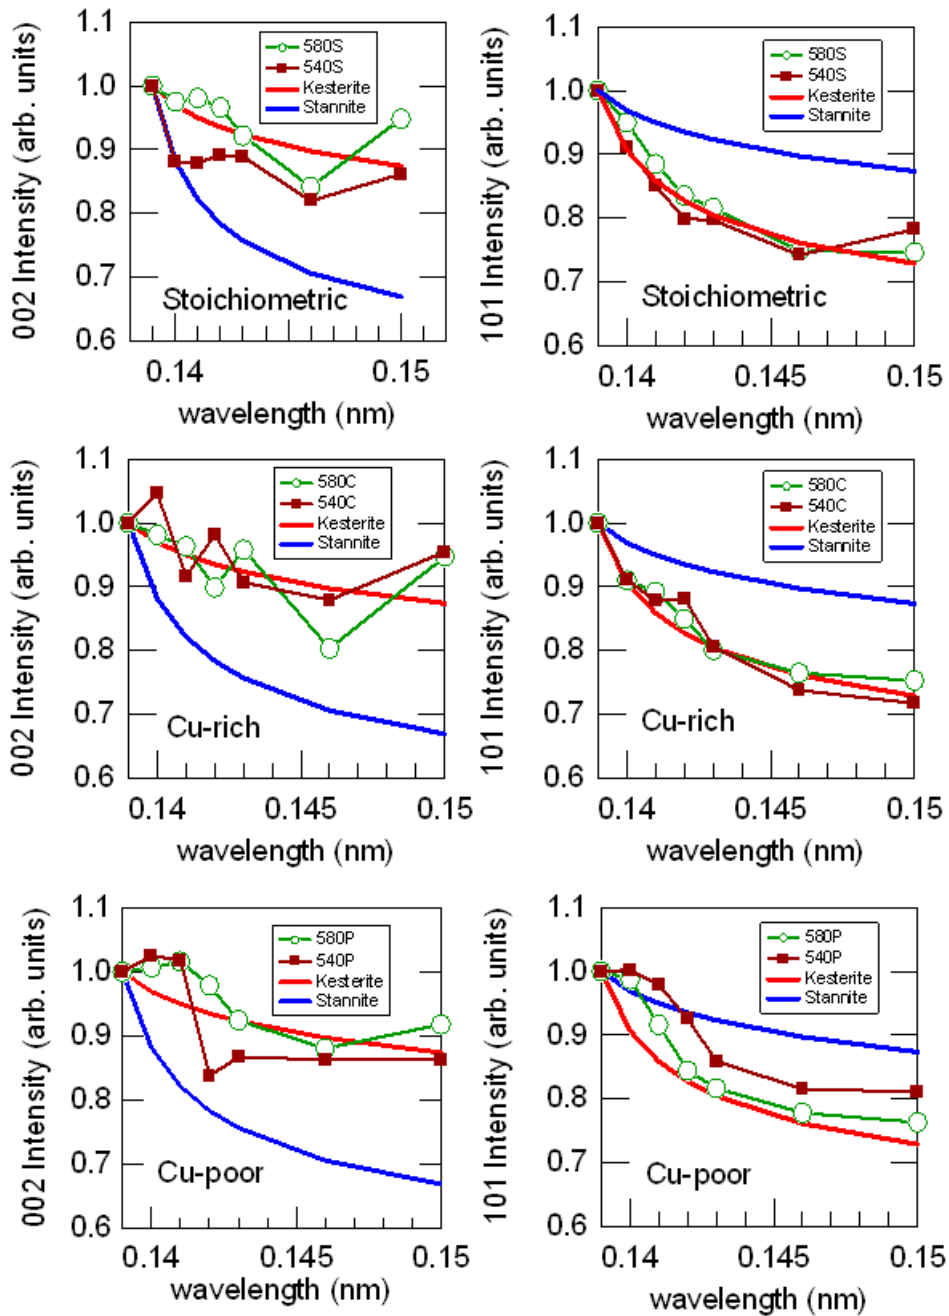 002 Intensity (arb. units)
1.1
1.0
0.9
0.8
0.7
0.6
580S
540S
Kesterite
Stannite
Stoichiometric
0.14
0.15
wavelength (nm)
101 Intensity (arb. units)
1.1
1.0
0.9
0.8
0.7
0.6
580S
540S
Kesterite
Stannite
Stoichiometric
0.14
0.145
0.15
wavelength (nm)
002 Intensity (arb. units)
1.1
1.0
0.9
0.8
0.7
0.6
580C
540C
Kesterite
Stannite
Cu-rich
0.14
0.145
0.15
wavelength (nm)
101 Intensity (arb. units)
1.1
1.0
0.9
0.8
0.7
0.6
580C
540C
Kesterite
Stannite
Cu-rich
0.14
0.145
0.15
wavelength (nm)
002 Intensity (arb. units)
1.1
1.0
0.9
0.8
0.7
0.6
580P
540P
Kesterite
Stannite
Cu-poor
0.14
0.145
0.15
wavelength (nm)
101 Intensity (arb. units)
1.1
1.0
0.9
0.8
0.7
0.6
580P
540P
Kesterite
Stannite
Cu-poor
0.14
0.145
0.15
wavelength (nm)